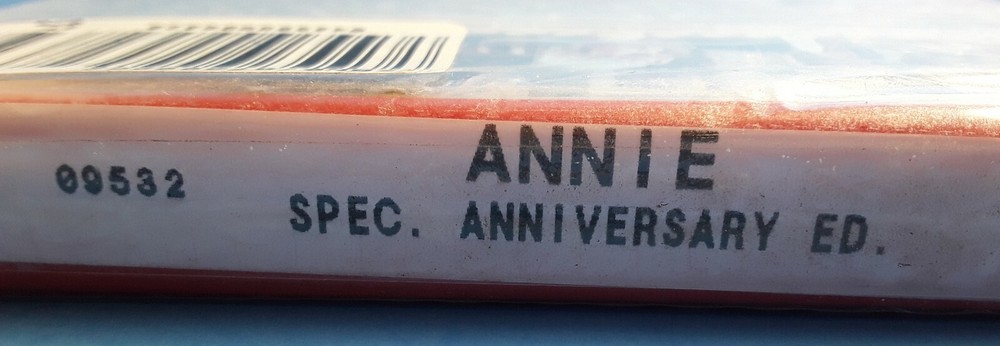 ANNIE
09532
SPEC. ANNIVERSARY ED.